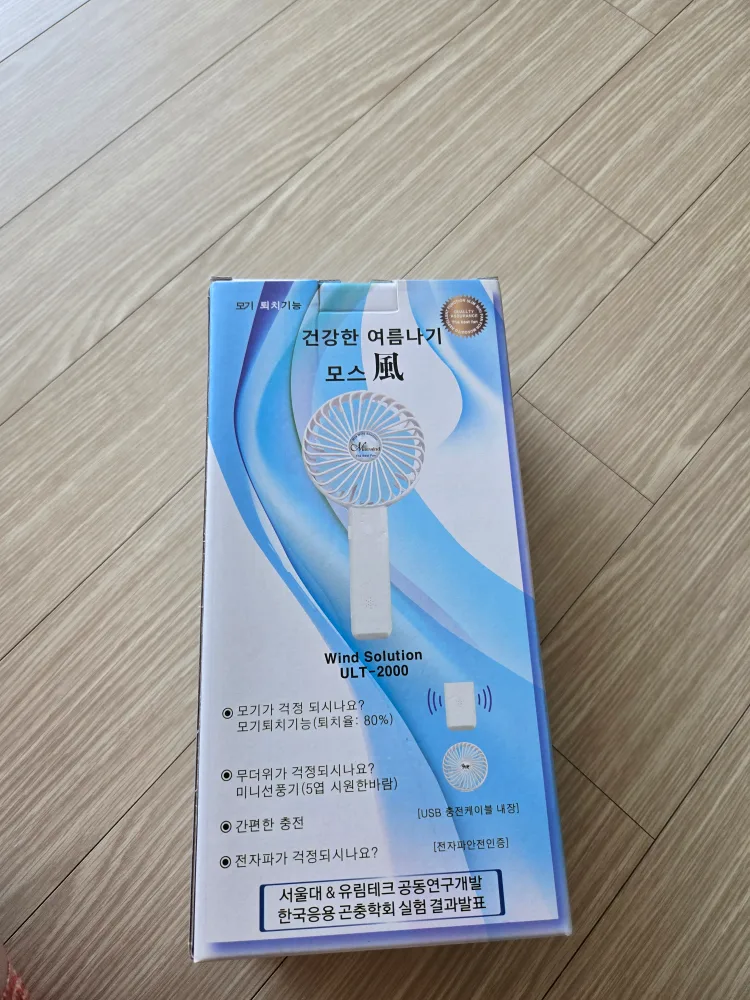 모기 퇴치기능
QUALITY
ASSURANCE
건강한 여름나기
모스 風
Wind Solution
ULT-2000
모기가 걱정 되시나요?
모기퇴치기능(퇴치율: 80%)
무더위가 걱정되시나요?
미니선풍기(5엽 시원한바람)
[USB 충전케이블 내장]
간편한 충전
[전자파안전인증]
전자파가 걱정되시나요?
서울대 & 유림테크 공동연구개발
한국응용 곤충학회 실험 결과발표